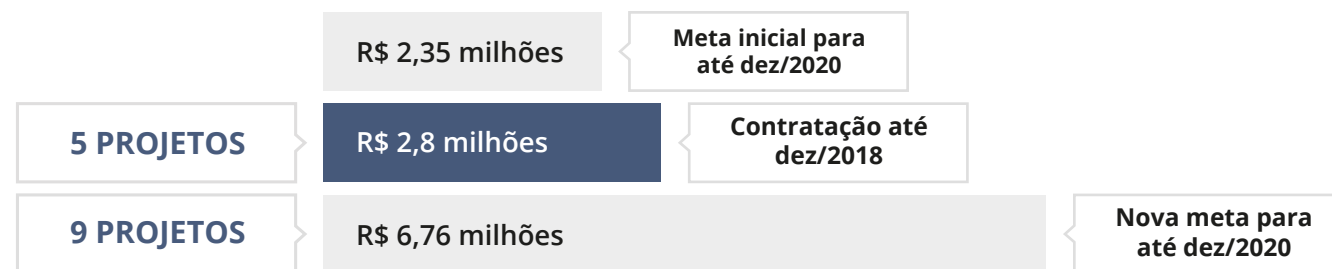 R$ 2,35 milhões
Meta inicial para
até dez/2020
5 PROJETOS
R$ 2,8 milhões
Contratação até
dez/2018
9 PROJETOS
R$ 6,76 milhões
Nova meta para
até dez/2020